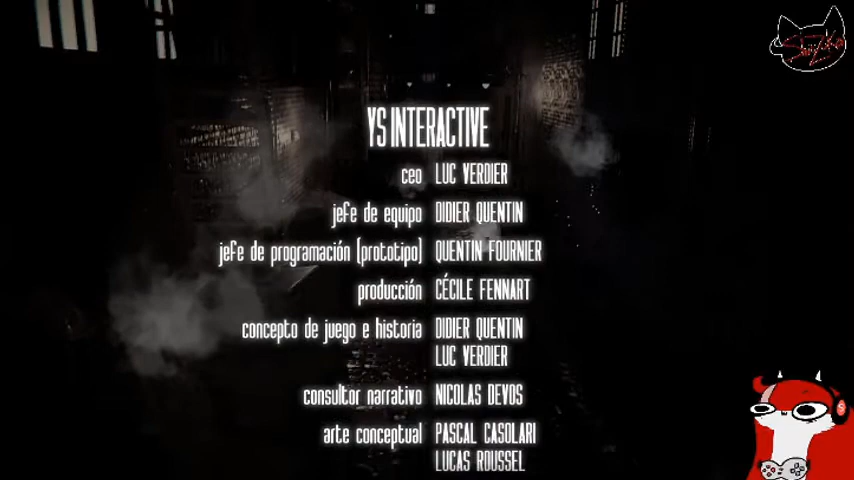 YS INTERACTIVE
ceo LUC VERDIER
jefe de equipo DIDIER QUENTIN
jefe de programación (prototipo) QUENTIN FOURNIER
producción CÉCILE FENNART
concepto de juego e historia DIDIER QUENTIN
LUC VERDIER
consultor narrativo NICOLAS DEVOS
arte conceptual PASCAL CASOLARI
LUCAS ROUSSEL